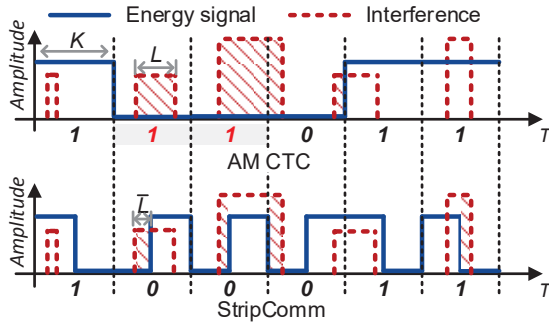 Energy signal Interference
Amplitude
K L
1 1 1 0 1 1 T
AM CTC
Amplitude
L̅
1 0 0 0 1 1 T
StripComm